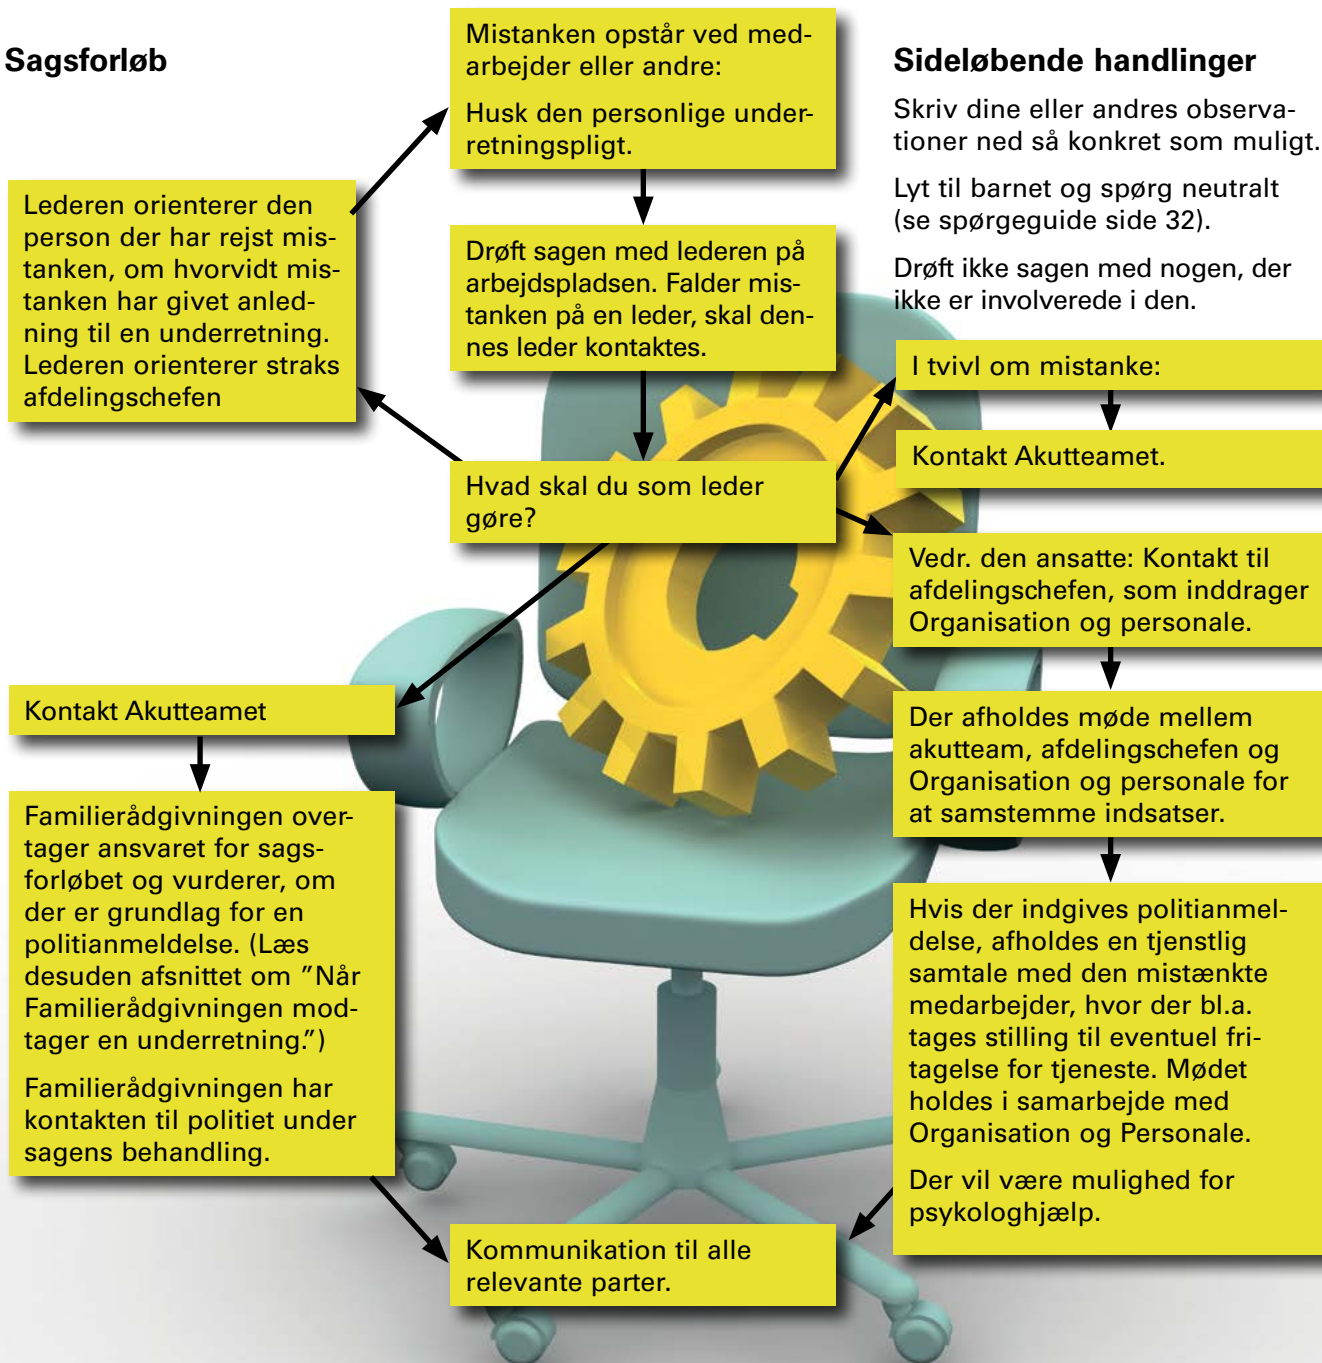 Sagsforløb
Mistanken opstår ved med-
arbejder eller andre:
Husk den personlige under-
retningspligt.
Sideløbende handlinger
Skriv dine eller andres observa-
tioner ned så konkret som muligt.
Lyt til barnet og spørg neutralt
(se spørgeguide side 32).
Drøft ikke sagen med nogen, der
ikke er involverede i den.
Lederen orienterer den
person der har rejst mis-
tanken, om hvorvidt mis-
tanken har givet anled-
ning til en underretning.
Lederen orienterer straks
afdelingschefen
Drøft sagen med lederen på
arbejdspladsen. Falder mis-
tanken på en leder, skal den-
nes leder kontaktes.
I tvivl om mistanke:
Kontakt Akutteamet.
Hvad skal du som leder
gøre?
Vedr. den ansatte: Kontakt til
afdelingschefen, som inddrager
Organisation og personale.
Kontakt Akutteamet
Der afholdes møde mellem
akutteam, afdelingschefen og
Organisation og personale for
at samstemme indsatser.
Familierådgivningen over-
tager ansvaret for sags-
forløbet og vurderer, om
der er grundlag for en
politianmeldelse. (Læs
desuden afsnittet om ”Når
Familierådgivningen mod-
tager en underretning.”)
Familierådgivningen har
kontakten til politiet under
sagens behandling.
Hvis der indgives politianmel-
delse, afholdes en tjenstlig
samtale med den mistænkte
medarbejder, hvor der bl.a.
tages stilling til eventuel fri-
tagelse for tjeneste. Mødet
holdes i samarbejde med
Organisation og Personale.
Der vil være mulighed for
psykologhjælp.
Kommunikation til alle
relevante parter.